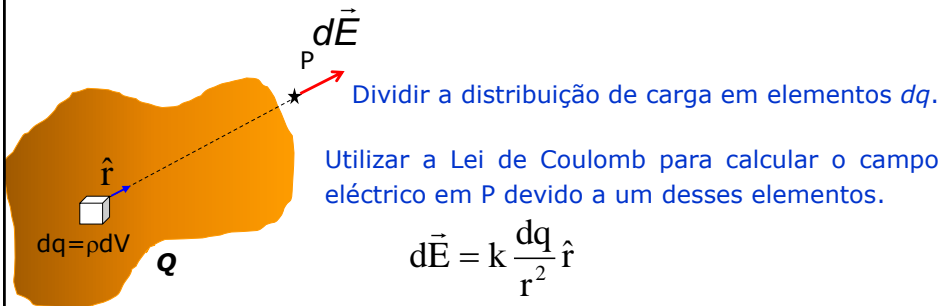 dE⃗
P
Dividir a distribuição de carga em elementos dq.
r̂
Utilizar a Lei de Coulomb para calcular o campo
eléctrico em P devido a um desses elementos.
dq=ρdV
Q
dE⃗ = k dq/r² r̂